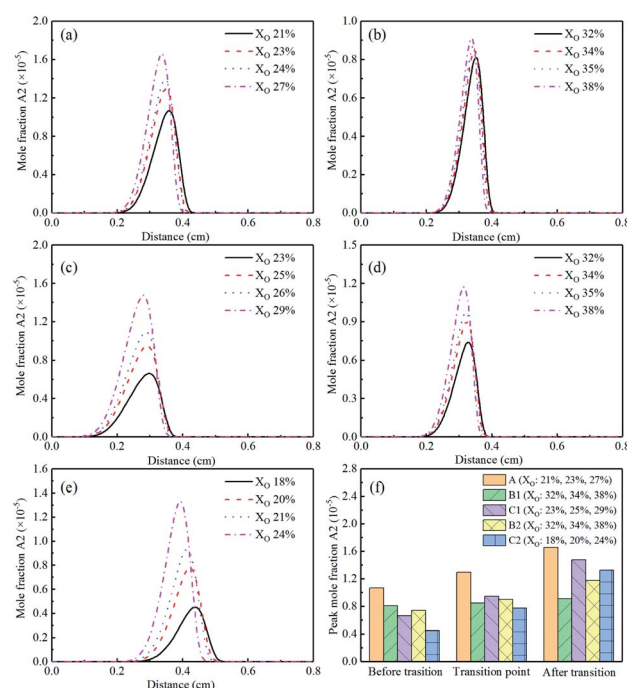 (a)
X_O 21%
X_O 23%
X_O 24%
X_O 27%
Mole fraction A2 (×10⁻⁵)
2.0
1.6
1.2
0.8
0.4
0.0
0.0 0.2 0.4 0.6 0.8
Distance (cm)
(b)
X_O 32%
X_O 34%
X_O 35%
X_O 38%
Mole fraction A2 (×10⁻⁵)
1.0
0.8
0.6
0.4
0.2
0.0
0.0 0.2 0.4 0.6 0.8
Distance (cm)
(c)
X_O 23%
X_O 25%
X_O 26%
X_O 29%
Mole fraction A2 (×10⁻⁵)
2.0
1.6
1.2
0.8
0.4
0.0
0.0 0.2 0.4 0.6 0.8
Distance (cm)
(d)
X_O 32%
X_O 34%
X_O 35%
X_O 38%
Mole fraction A2 (×10⁻⁵)
1.5
1.2
0.9
0.6
0.3
0.0
0.0 0.2 0.4 0.6 0.8
Distance (cm)
(e)
X_O 18%
X_O 20%
X_O 21%
X_O 24%
Mole fraction A2 (×10⁻⁵)
1.6
1.4
1.2
1.0
0.8
0.6
0.4
0.2
0.0
0.0 0.2 0.4 0.6 0.8
Distance (cm)
(f)
A (X_O: 21%, 23%, 27%)
B1 (X_O: 32%, 34%, 38%)
C1 (X_O: 23%, 25%, 29%)
B2 (X_O: 32%, 34%, 38%)
C2 (X_O: 18%, 20%, 24%)
Peak mole fraction A2 (×10⁻⁵)
2.8
2.4
2.0
1.6
1.2
0.8
0.4
0.0
Before trasition Transition point After transition